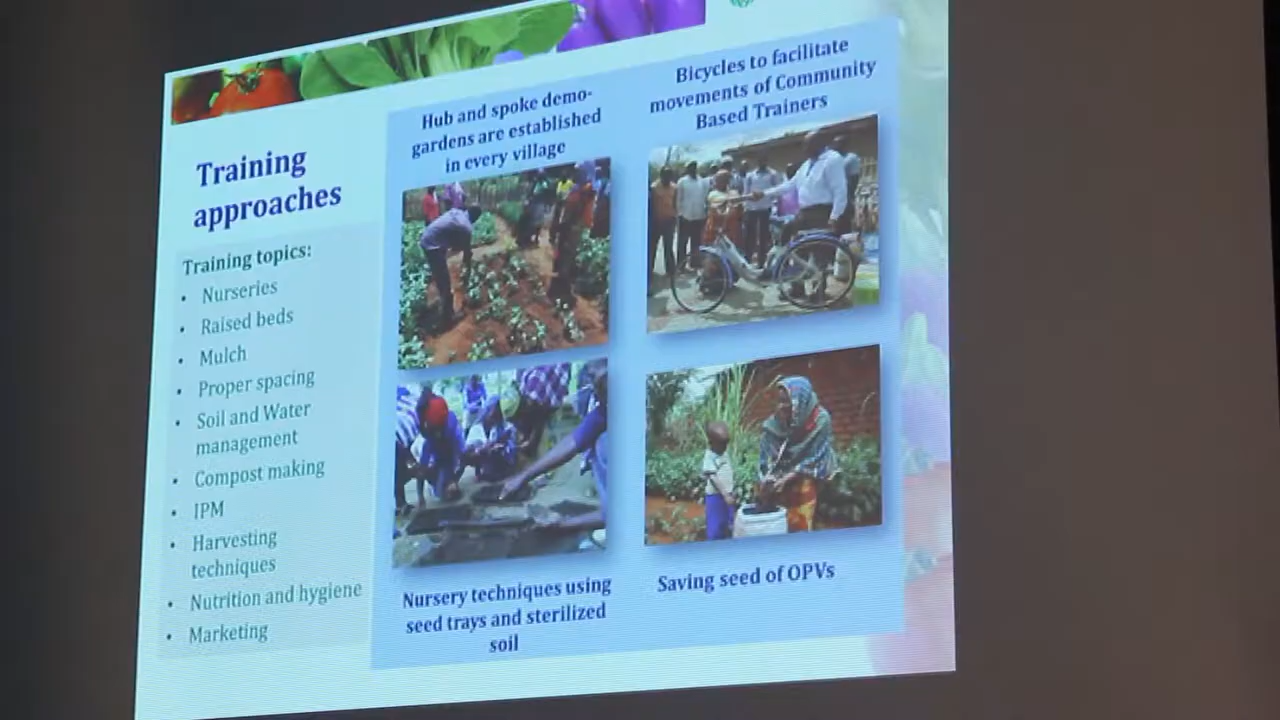 Training
approaches
Training topics:
• Nurseries
• Raised beds
• Mulch
• Proper spacing
• Soil and Water
management
• Compost making
• IPM
• Harvesting
techniques
• Nutrition and hygiene
• Marketing
Hub and spoke demo-
gardens are established
in every village
Bicycles to facilitate
movements of Community
Based Trainers
Nursery techniques using
seed trays and sterilized
soil
Saving seed of OPVs